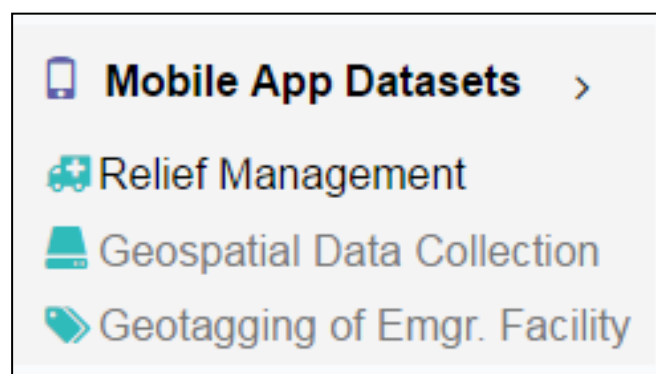 Mobile App Datasets >
Relief Management
Geospatial Data Collection
Geotagging of Emgr. Facility